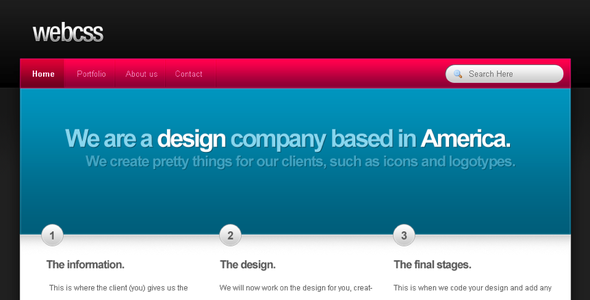 webcss
Home Portfolio About us Contact Search Here
We are a design company based in America.
We create pretty things for our clients, such as icons and logotypes.
1 2 3
The information. The design. The final stages.
This is where the client (you) gives us the We will now work on the design for you, creat- This is when we code your design and add any